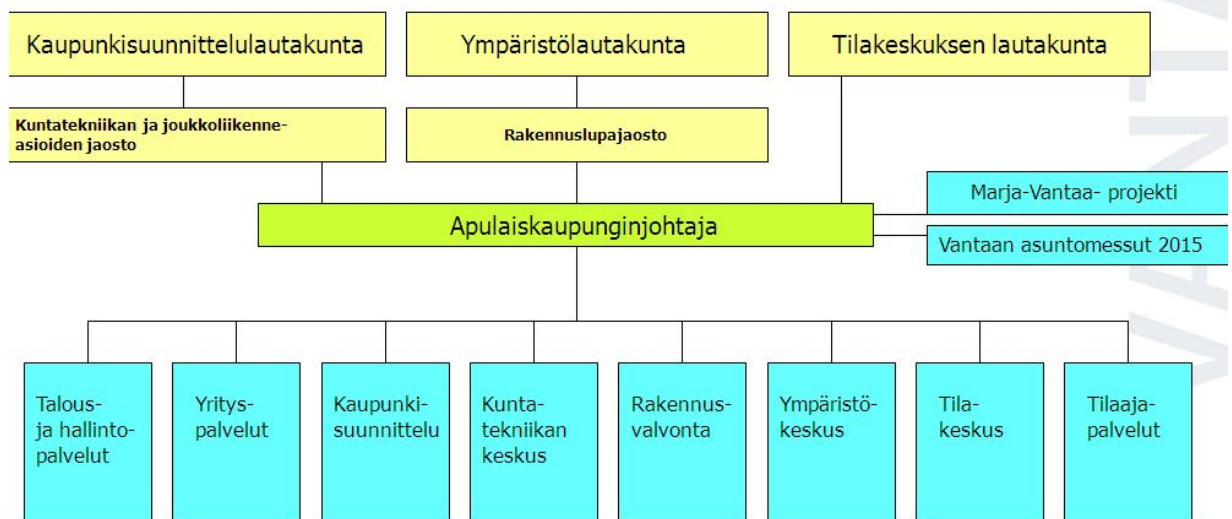 Kaupunkisuunnittelulautakunta
Ympäristölautakunta
Tilakeskuksen lautakunta
Kuntatekniikan ja joukkoliikenne-
asioiden jaosto
Rakennuslupajaosto
Marja-Vantaa- projekti
Apulaiskaupunginjohtaja
Vantaan asuntomessut 2015
Talous-
ja hallinto-
palvelut
Yritys-
palvelut
Kaupunki-
suunnittelu
Kunta-
tekniikan
keskus
Rakennus-
valvonta
Ympäristö-
keskus
Tila-
keskus
Tilaaja-
palvelut
VANTA